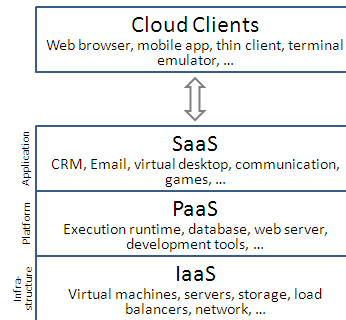 Cloud Clients
Web browser, mobile app, thin client, terminal
emulator, ...
Application
SaaS
CRM, Email, virtual desktop, communication,
games, ...
Platform
PaaS
Execution runtime, database, web server,
development tools, ...
Infra-
structure
IaaS
Virtual machines, servers, storage, load
balancers, network, ...